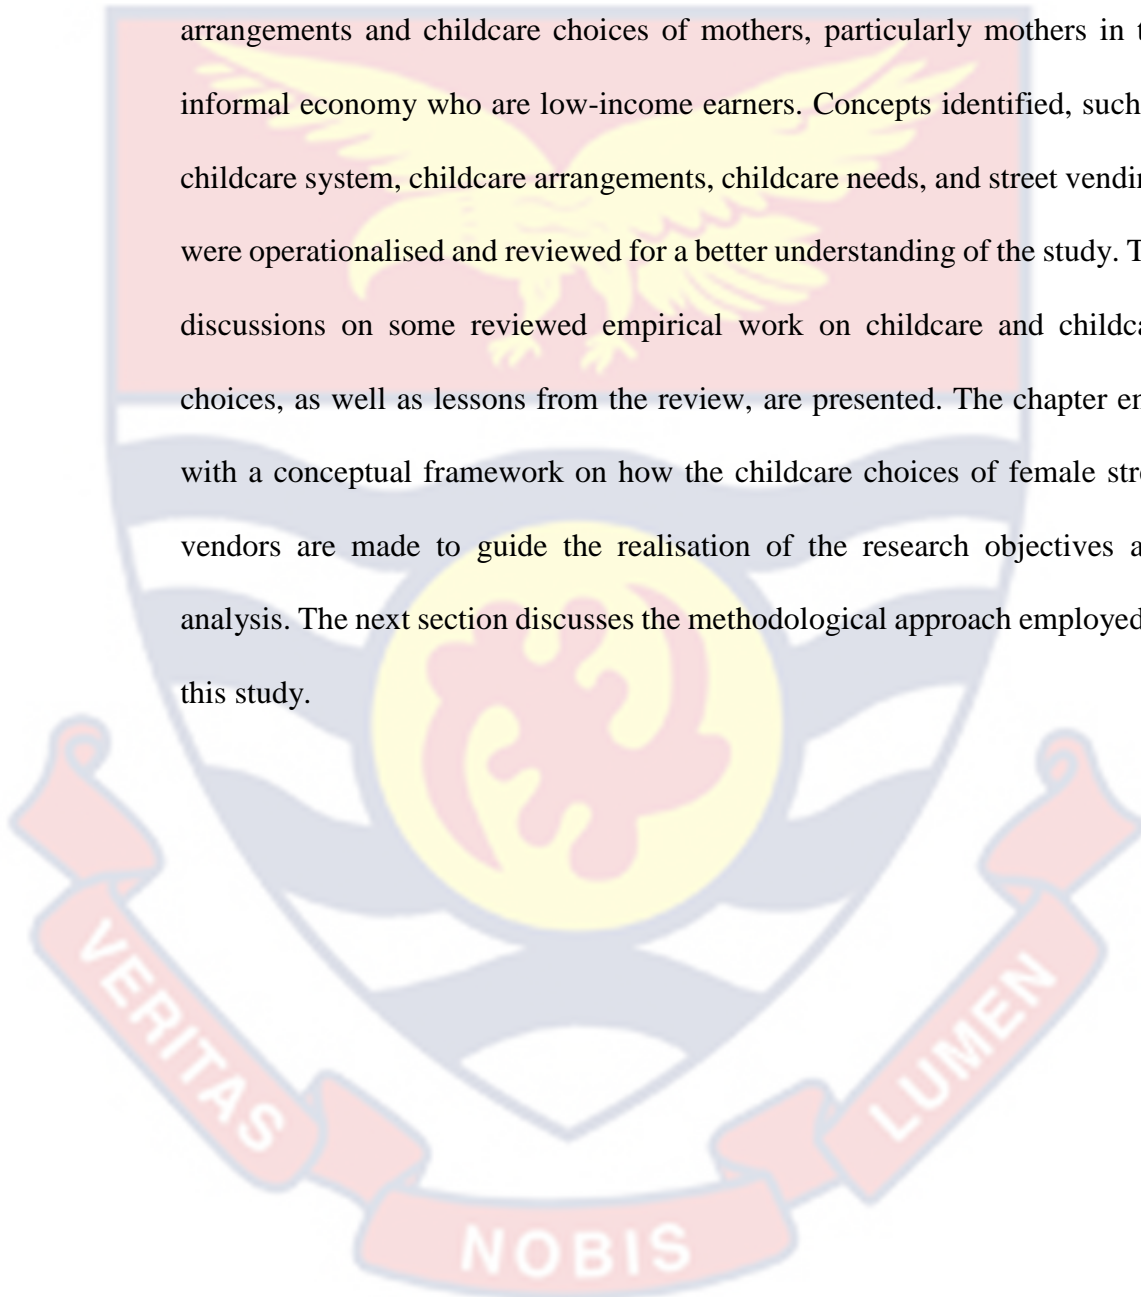 arrangements and childcare choices of mothers, particularly mothers in t
informal economy who are low-income earners. Concepts identified, such
childcare system, childcare arrangements, childcare needs, and street vendin
were operationalised and reviewed for a better understanding of the study. T
discussions on some reviewed empirical work on childcare and childca
choices, as well as lessons from the review, are presented. The chapter en
with a conceptual framework on how the childcare choices of female stre
vendors are made to guide the realisation of the research objectives a
analysis. The next section discusses the methodological approach employed
this study.
VERITAS
NOBIS
LUMEN